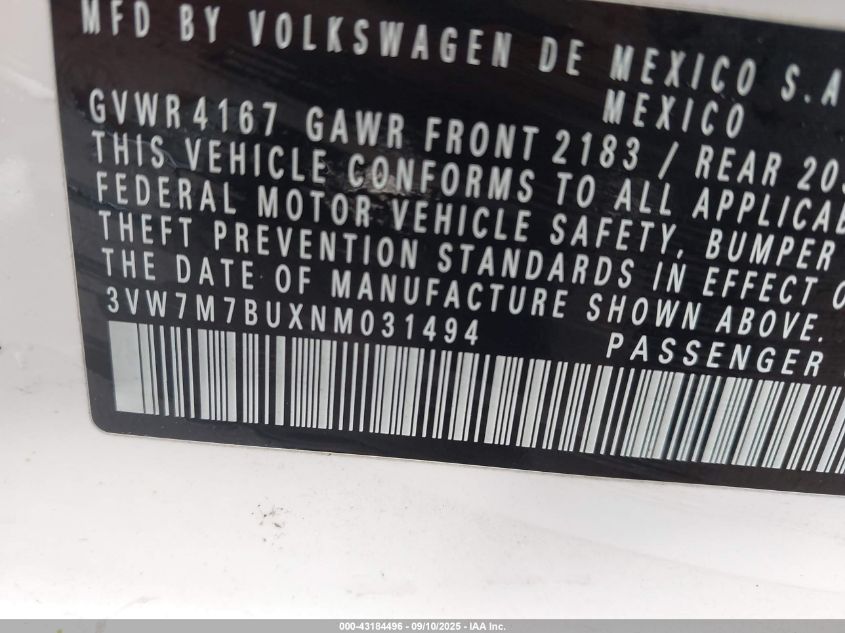 MFD BY VOLKSWAGEN DE MEXICO S.A
MEXICO
GVWR 4167 GAWR FRONT 2183 / REAR
THIS VEHICLE CONFORMS TO ALL
FEDERAL MOTOR VEHICLE SAFETY, BUMPER
THEFT PREVENTION STANDARDS IN EFFECT
THE DATE OF MANUFACTURE SHOWN ABOVE.
3VW7M7BUXNM031494 PASSENGER
000-43184496 - 09/10/2025 - IAA Inc.